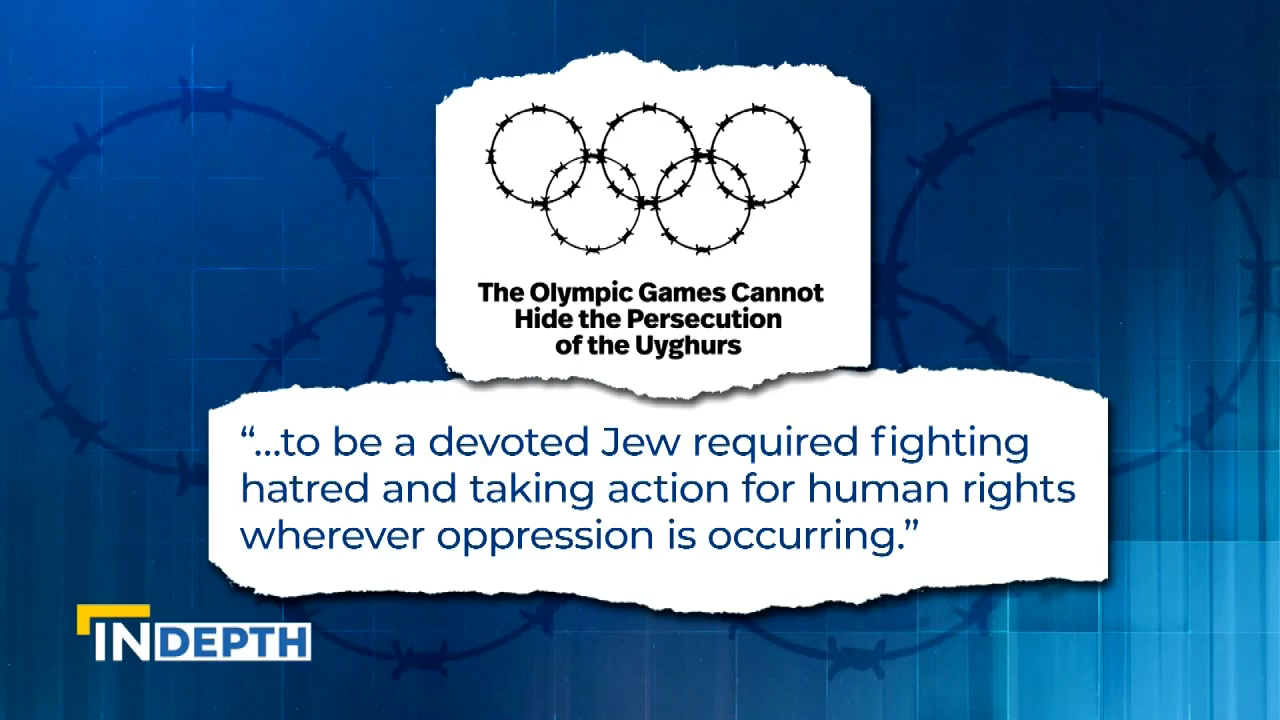 The Olympic Games Cannot
Hide the Persecution
of the Uyghurs
“...to be a devoted Jew required fighting
hatred and taking action for human rights
wherever oppression is occurring.”
INDEPTH